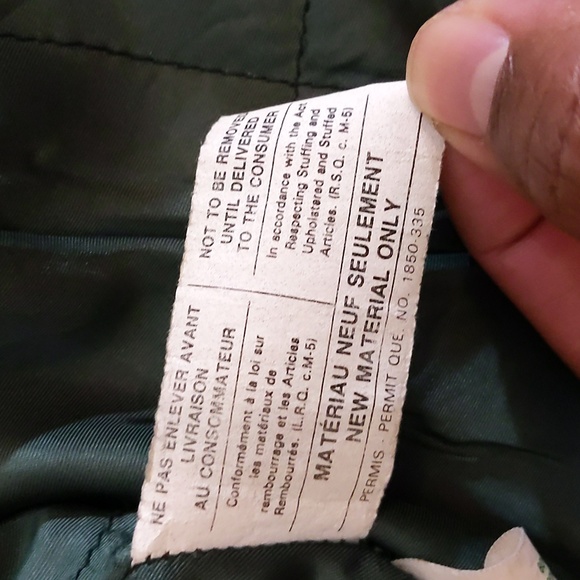 NE PAS ENLEVER AVANT
LIVRAISON
AU CONSOMMATEUR
Conformément à la loi sur
les matériaux de
rembourrage et les Articles
Rembourrés. (L.R.Q. c.M-5)
NOT TO BE REMOVE
UNTIL DELIVERED
TO THE CONSUMER
In accordance with the Act
Respecting Stuffing and
Upholstered and Stuffed
Articles. (R.S.Q. c. M-5)
MATÉRIAU NEUF SEULEMENT
NEW MATERIAL ONLY
PERMIS PERMIT QUE. NO. 1850-335